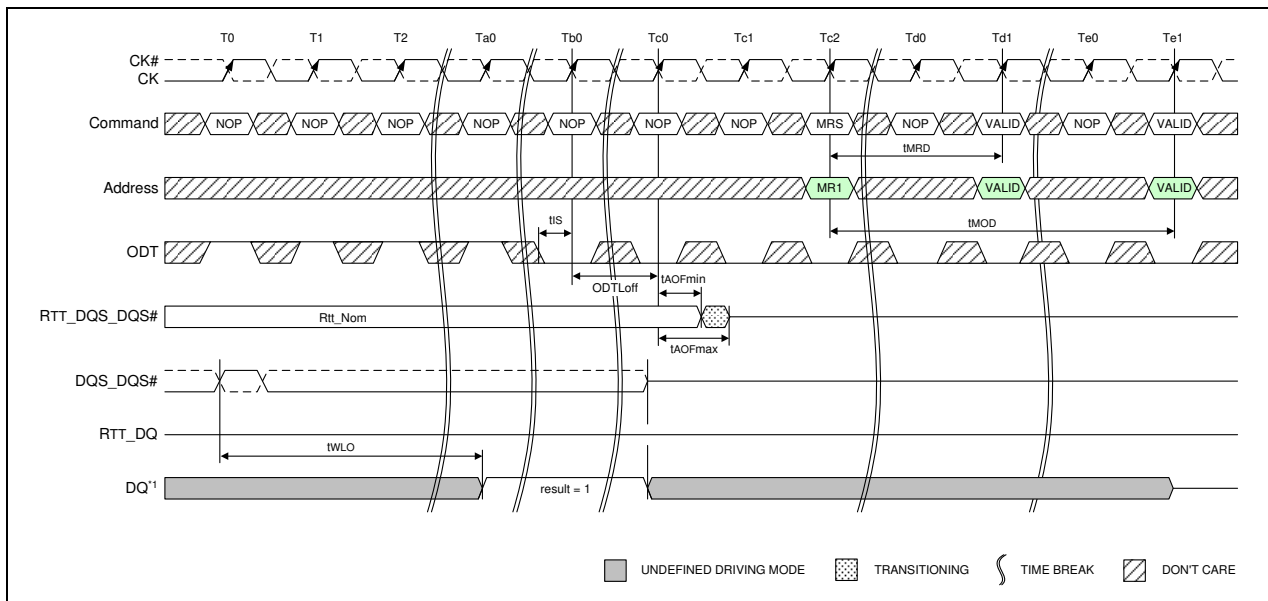 T0 T1 T2 Ta0 Tb0 Tc0 Tc1 Tc2 Td0 Td1 Te0 Te1
CK#
CK
Command NOP NOP NOP NOP NOP NOP NOP MRS NOP VALID NOP VALID
tMRD
Address MR1 VALID VALID
tIS tMOD
ODT
ODTLoff tAOFmin
RTT_DQS_DQS# Rtt_Nom
tAOFmax
DQS_DQS#
RTT_DQ
tWLO
DQ*1 result = 1
UNDEFINED DRIVING MODE TRANSITIONING TIME BREAK DON'T CARE